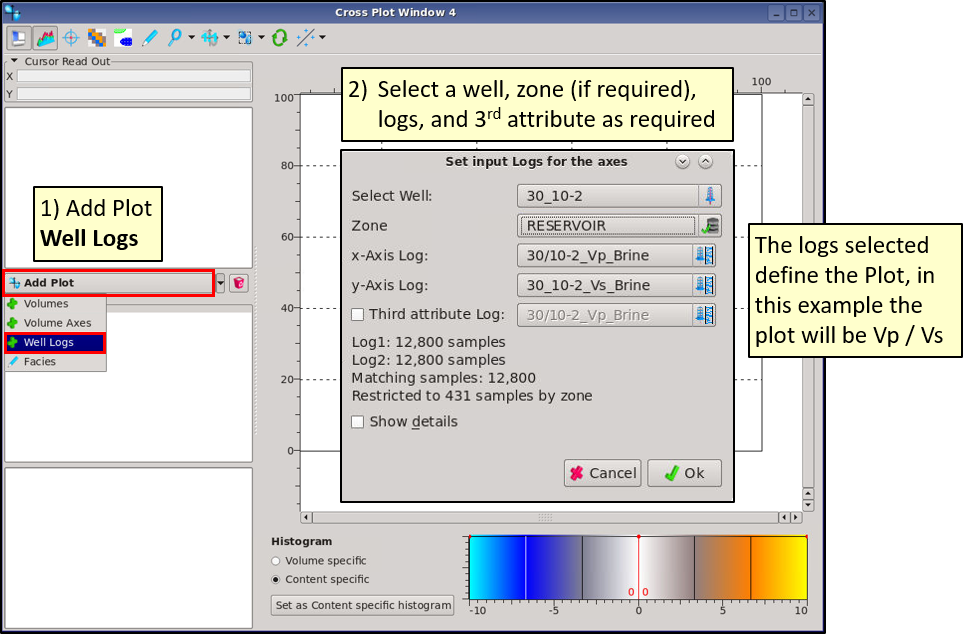 Cross Plot Window 4
Cursor Read Out
X
Y
2) Select a well, zone (if required),
logs, and 3rd attribute as required
100
100
80
60
40
20
0
1) Add Plot
Well Logs
Add Plot
Volumes
Volume Axes
Well Logs
Facies
Set input Logs for the axes
Select Well:
30_10-2
Zone
RESERVOIR
x-Axis Log:
30/10-2_Vp_Brine
y-Axis Log:
30_10-2_Vs_Brine
Third attribute Log:
30/10-2_Vp_Brine
Log1: 12,800 samples
Log2: 12,800 samples
Matching samples: 12,800
Restricted to 431 samples by zone
Show details
Cancel
Ok
The logs selected
define the Plot, in
this example the
plot will be Vp / Vs
Histogram
Volume specific
Content specific
Set as Content specific histogram
0 0
-10 -5 0 5 10